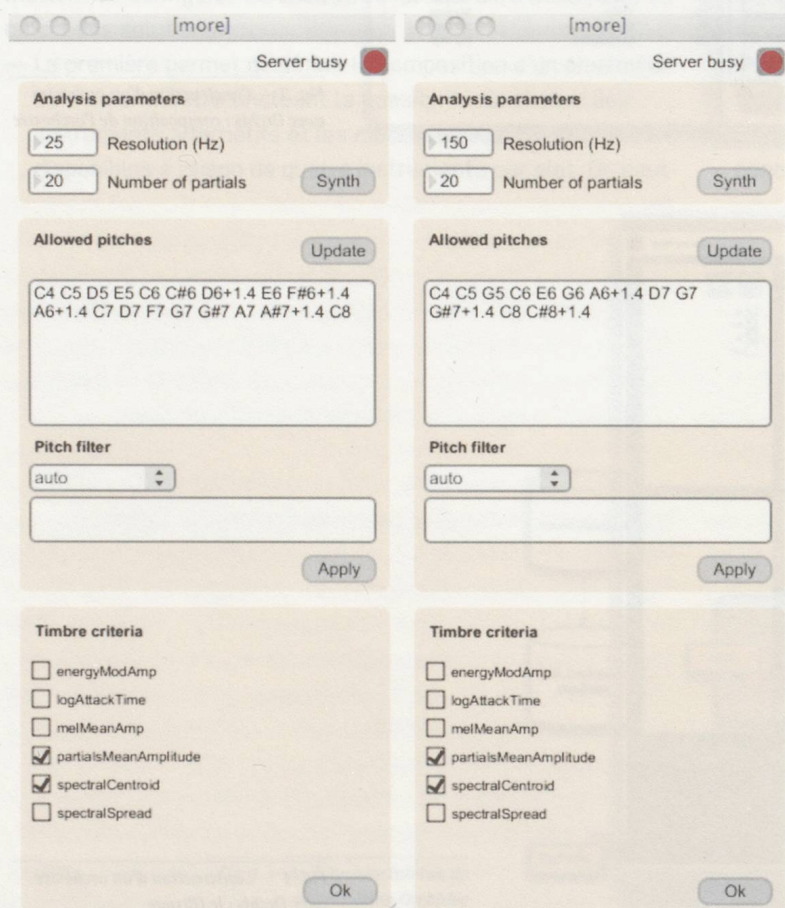 [more]
Server busy
Analysis parameters
25 Resolution (Hz)
20 Number of partials Synth
Allowed pitches
Update
C4 C5 D5 E5 C6 C#6 D6+1.4 E6 F#6+1.4
A6+1.4 C7 D7 F7 G7 G#7 A7 A#7+1.4 C8
Pitch filter
auto
Apply
Timbre criteria
energyModAmp
logAttackTime
melMeanAmp
partialsMeanAmplitude
spectralCentroid
spectralSpread
Ok
[more]
Server busy
Analysis parameters
150 Resolution (Hz)
20 Number of partials Synth
Allowed pitches
Update
C4 C5 G5 C6 E6 G6 A6+1.4 D7 G7
G#7+1.4 C8 C#8+1.4
Pitch filter
auto
Apply
Timbre criteria
energyModAmp
logAttackTime
melMeanAmp
partialsMeanAmplitude
spectralCentroid
spectralSpread
Ok